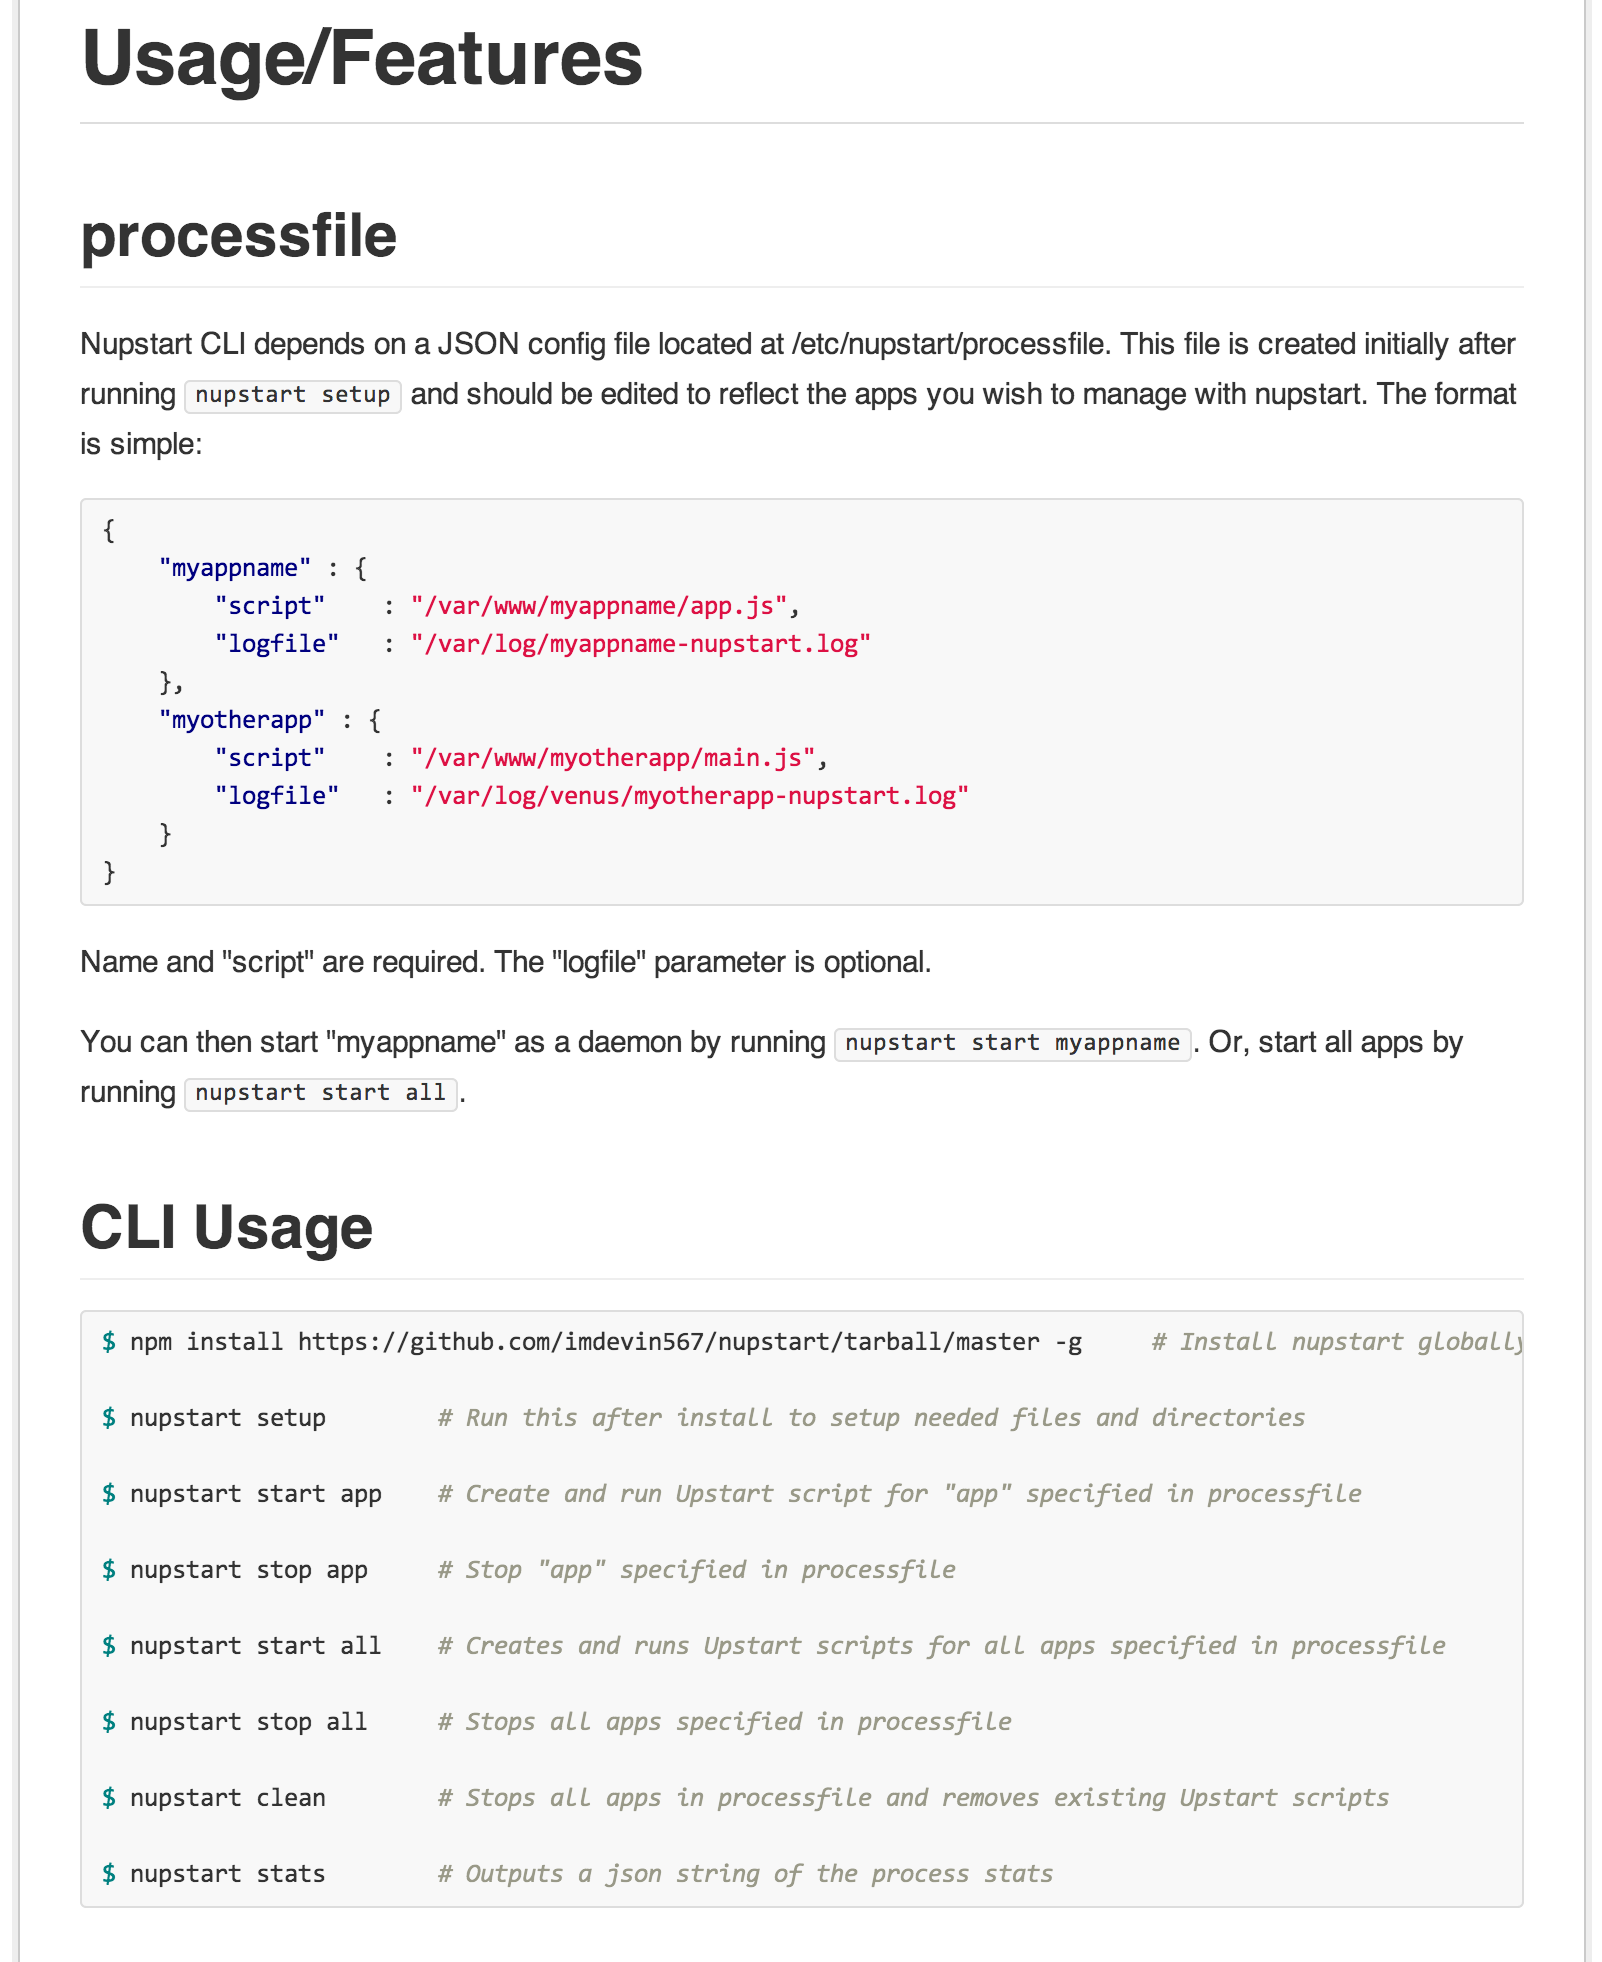 Usage/Features
processfile
Nupstart CLI depends on a JSON config file located at /etc/nupstart/processfile. This file is created initially after
running nupstart setup and should be edited to reflect the apps you wish to manage with nupstart. The format
is simple:
{
    "myappname" : {
        "script"    : "/var/www/myappname/app.js",
        "logfile"   : "/var/log/myappname-nupstart.log"
    },
    "myotherapp" : {
        "script"    : "/var/www/myotherapp/main.js",
        "logfile"   : "/var/log/venus/myotherapp-nupstart.log"
    }
}
Name and "script" are required. The "logfile" parameter is optional.
You can then start "myappname" as a daemon by running nupstart start myappname. Or, start all apps by
running nupstart start all.
CLI Usage
$ npm install https://github.com/imdevin567/nupstart/tarball/master -g     # Install nupstart globally
$ nupstart setup        # Run this after install to setup needed files and directories
$ nupstart start app    # Create and run Upstart script for "app" specified in processfile
$ nupstart stop app     # Stop "app" specified in processfile
$ nupstart start all    # Creates and runs Upstart scripts for all apps specified in processfile
$ nupstart stop all     # Stops all apps specified in processfile
$ nupstart clean        # Stops all apps in processfile and removes existing Upstart scripts
$ nupstart stats        # Outputs a json string of the process stats